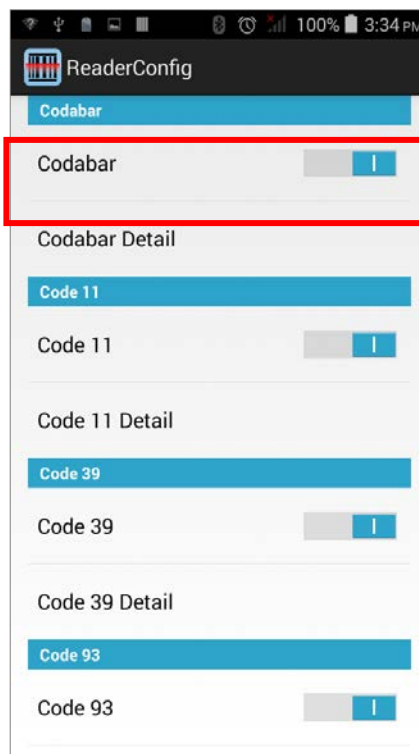 100% 3:34 PM
ReaderConfig
Codabar
Codabar
Codabar Detail
Code 11
Code 11
Code 11 Detail
Code 39
Code 39
Code 39 Detail
Code 93
Code 93